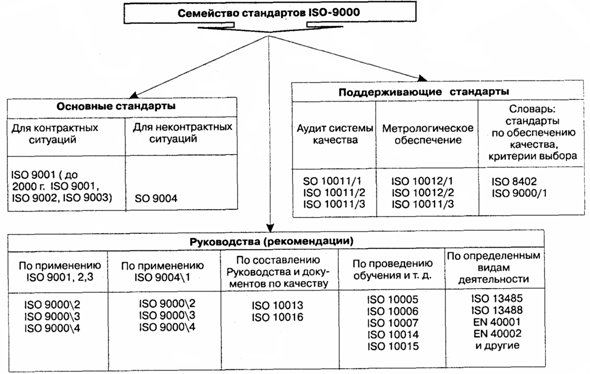 Семейство стандартов ISO-9000
Основные стандарты
Для контрактных
ситуаций
Для неконтрактных
ситуаций
ISO 9001 ( до
2000 г. ISO 9001,
ISO 9002, ISO 9003)
SO 9004
Поддерживающие стандарты
Аудит системы
качества
Метрологическое
обеспечение
Словарь:
стандарты
по обеспечению
качества,
критерии выбора
SO 10011/1
ISO 10011/2
ISO 10011/3
ISO 10012/1
ISO 10012/2
ISO 10011/3
ISO 8402
ISO 9000/1
Руководства (рекомендации)
По применению
ISO 9001, 2,3
По применению
ISO 9004\1
По составлению
Руководства и доку-
ментов по качеству
По проведению
обучения и т. д.
По определенным
видам
деятельности
ISO 9000\2
ISO 9000\3
ISO 9000\4
ISO 9000\2
ISO 9000\3
ISO 9000\4
ISO 10013
ISO 10016
ISO 10005
ISO 10006
ISO 10007
ISO 10014
ISO 10015
ISO 13485
ISO 13488
EN 40001
EN 40002
и другие